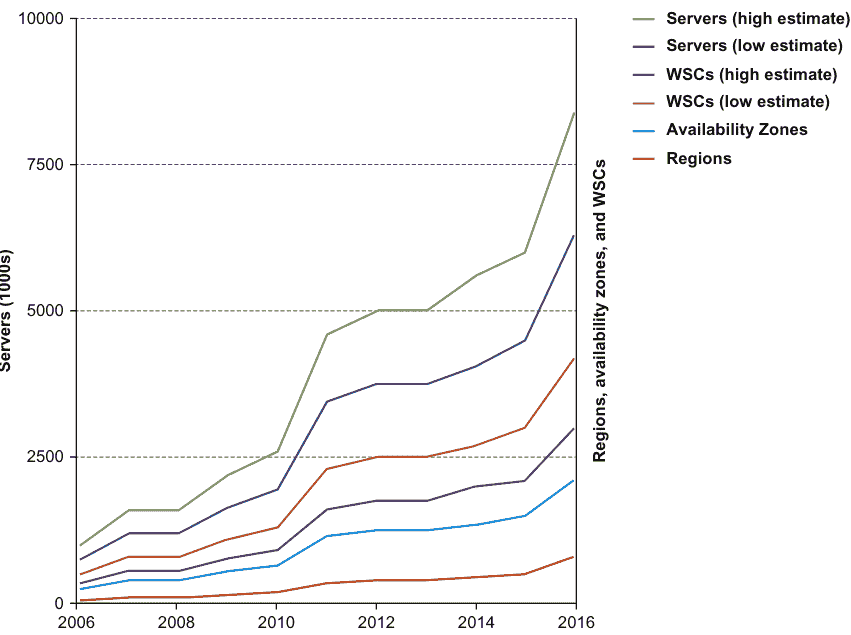 10000
7500
5000
2500
0
Servers (1000s)
2006
2008
2010
2012
2014
2016
Regions, availability zones, and WSCs
Servers (high estimate)
Servers (low estimate)
WSCs (high estimate)
WSCs (low estimate)
Availability Zones
Regions